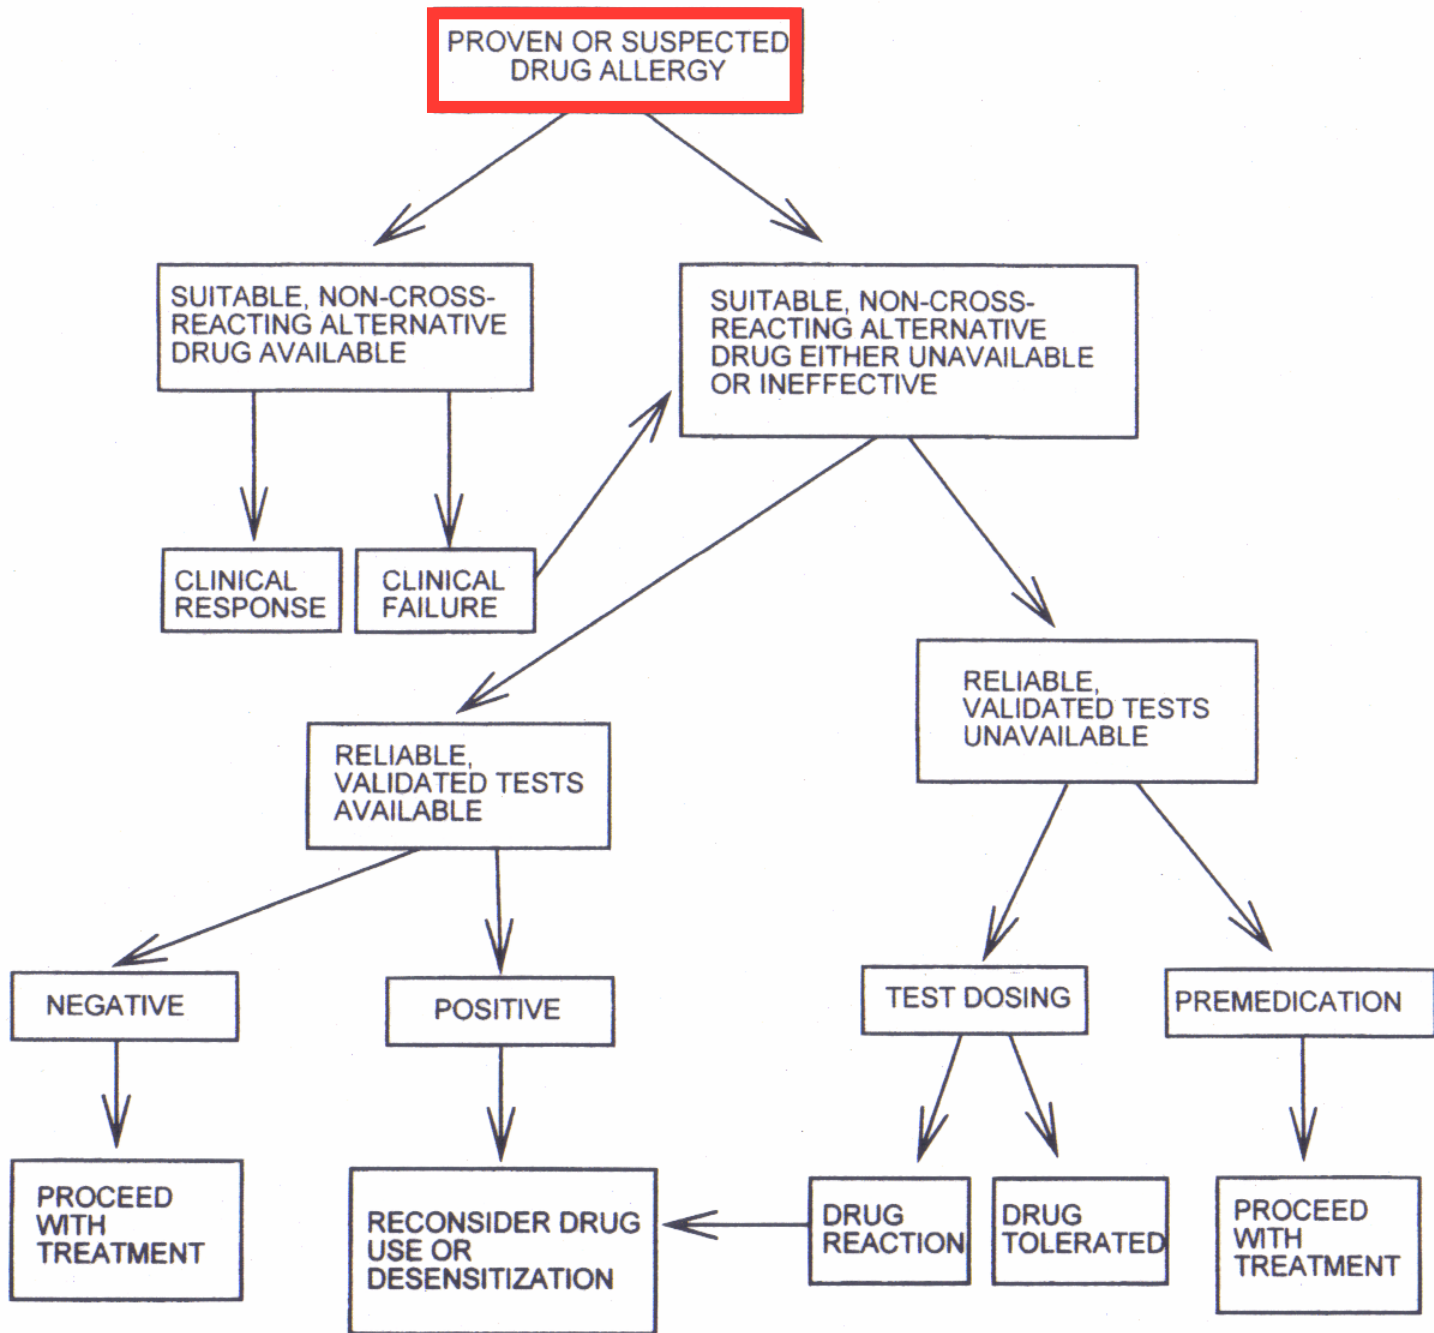 PROVEN OR SUSPECTED
DRUG ALLERGY
SUITABLE, NON-CROSS-
REACTING ALTERNATIVE
DRUG AVAILABLE
SUITABLE, NON-CROSS-
REACTING ALTERNATIVE
DRUG EITHER UNAVAILABLE
OR INEFFECTIVE
CLINICAL
RESPONSE
CLINICAL
FAILURE
RELIABLE,
VALIDATED TESTS
UNAVAILABLE
RELIABLE,
VALIDATED TESTS
AVAILABLE
NEGATIVE
POSITIVE
TEST DOSING
PREMEDICATION
PROCEED
WITH
TREATMENT
RECONSIDER DRUG
USE OR
DESENSITIZATION
DRUG
REACTION
DRUG
TOLERATED
PROCEED
WITH
TREATMENT